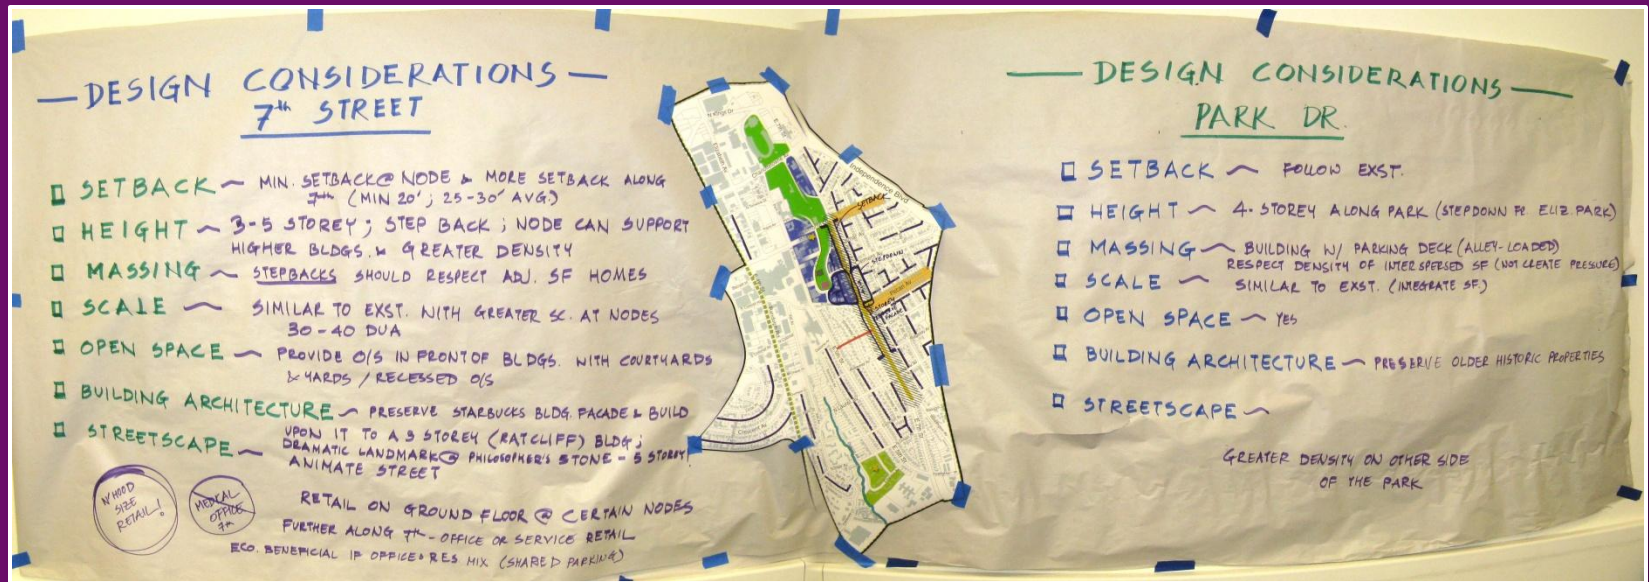 — DESIGN CONSIDERATIONS —
7th STREET
SETBACK ~ MIN. SETBACK @ NODE & MORE SETBACK ALONG
7th (MIN 20'; 25-30' AVG.)
HEIGHT ~ 3-5 STOREY; STEP BACK; NODE CAN SUPPORT
HIGHER BLDGS. & GREATER DENSITY
MASSING ~ STEPBACKS SHOULD RESPECT ADJ. SF HOMES
SCALE ~ SIMILAR TO EXST. WITH GREATER SC. AT NODES
30-40 DUA
OPEN SPACE ~ PROVIDE O/S IN FRONT OF BLDGS. WITH COURTYARDS
& YARDS / RECESSED O/S
BUILDING ARCHITECTURE ~ PRESERVE STARBUCKS BLDG. FACADE & BUILD
UPON IT TO A 3 STOREY (RATCLIFF) BLDG;
STREETSCAPE ~ DRAMATIC LANDMARK @ PHILOSOPHER'S STONE - 5 STOREY
ANIMATE STREET
N'HOOD
SIZE
RETAIL!
MEDICAL
OFFICE
7th
RETAIL ON GROUND FLOOR @ CERTAIN NODES
FURTHER ALONG 7th - OFFICE OR SERVICE RETAIL
ECO. BENEFICIAL IF OFFICE & RES MIX (SHARED PARKING)
N Kings Dr
Independence Blvd
SETBACK
STEPDOWN
Pecan Av
— DESIGN CONSIDERATIONS —
PARK DR.
SETBACK ~ FOLLOW EXST.
HEIGHT ~ 4. STOREY ALONG PARK (STEPDOWN Fr. ELIZ. PARK)
MASSING ~ BUILDING W/ PARKING DECK (ALLEY-LOADED)
RESPECT DENSITY OF INTERSPERSED SF (NOT CREATE PRESSURE)
SCALE ~ SIMILAR TO EXST. (INTEGRATE SF.)
OPEN SPACE ~ YES
BUILDING ARCHITECTURE ~ PRESERVE OLDER HISTORIC PROPERTIES
STREETSCAPE ~
GREATER DENSITY ON OTHER SIDE
OF THE PARK